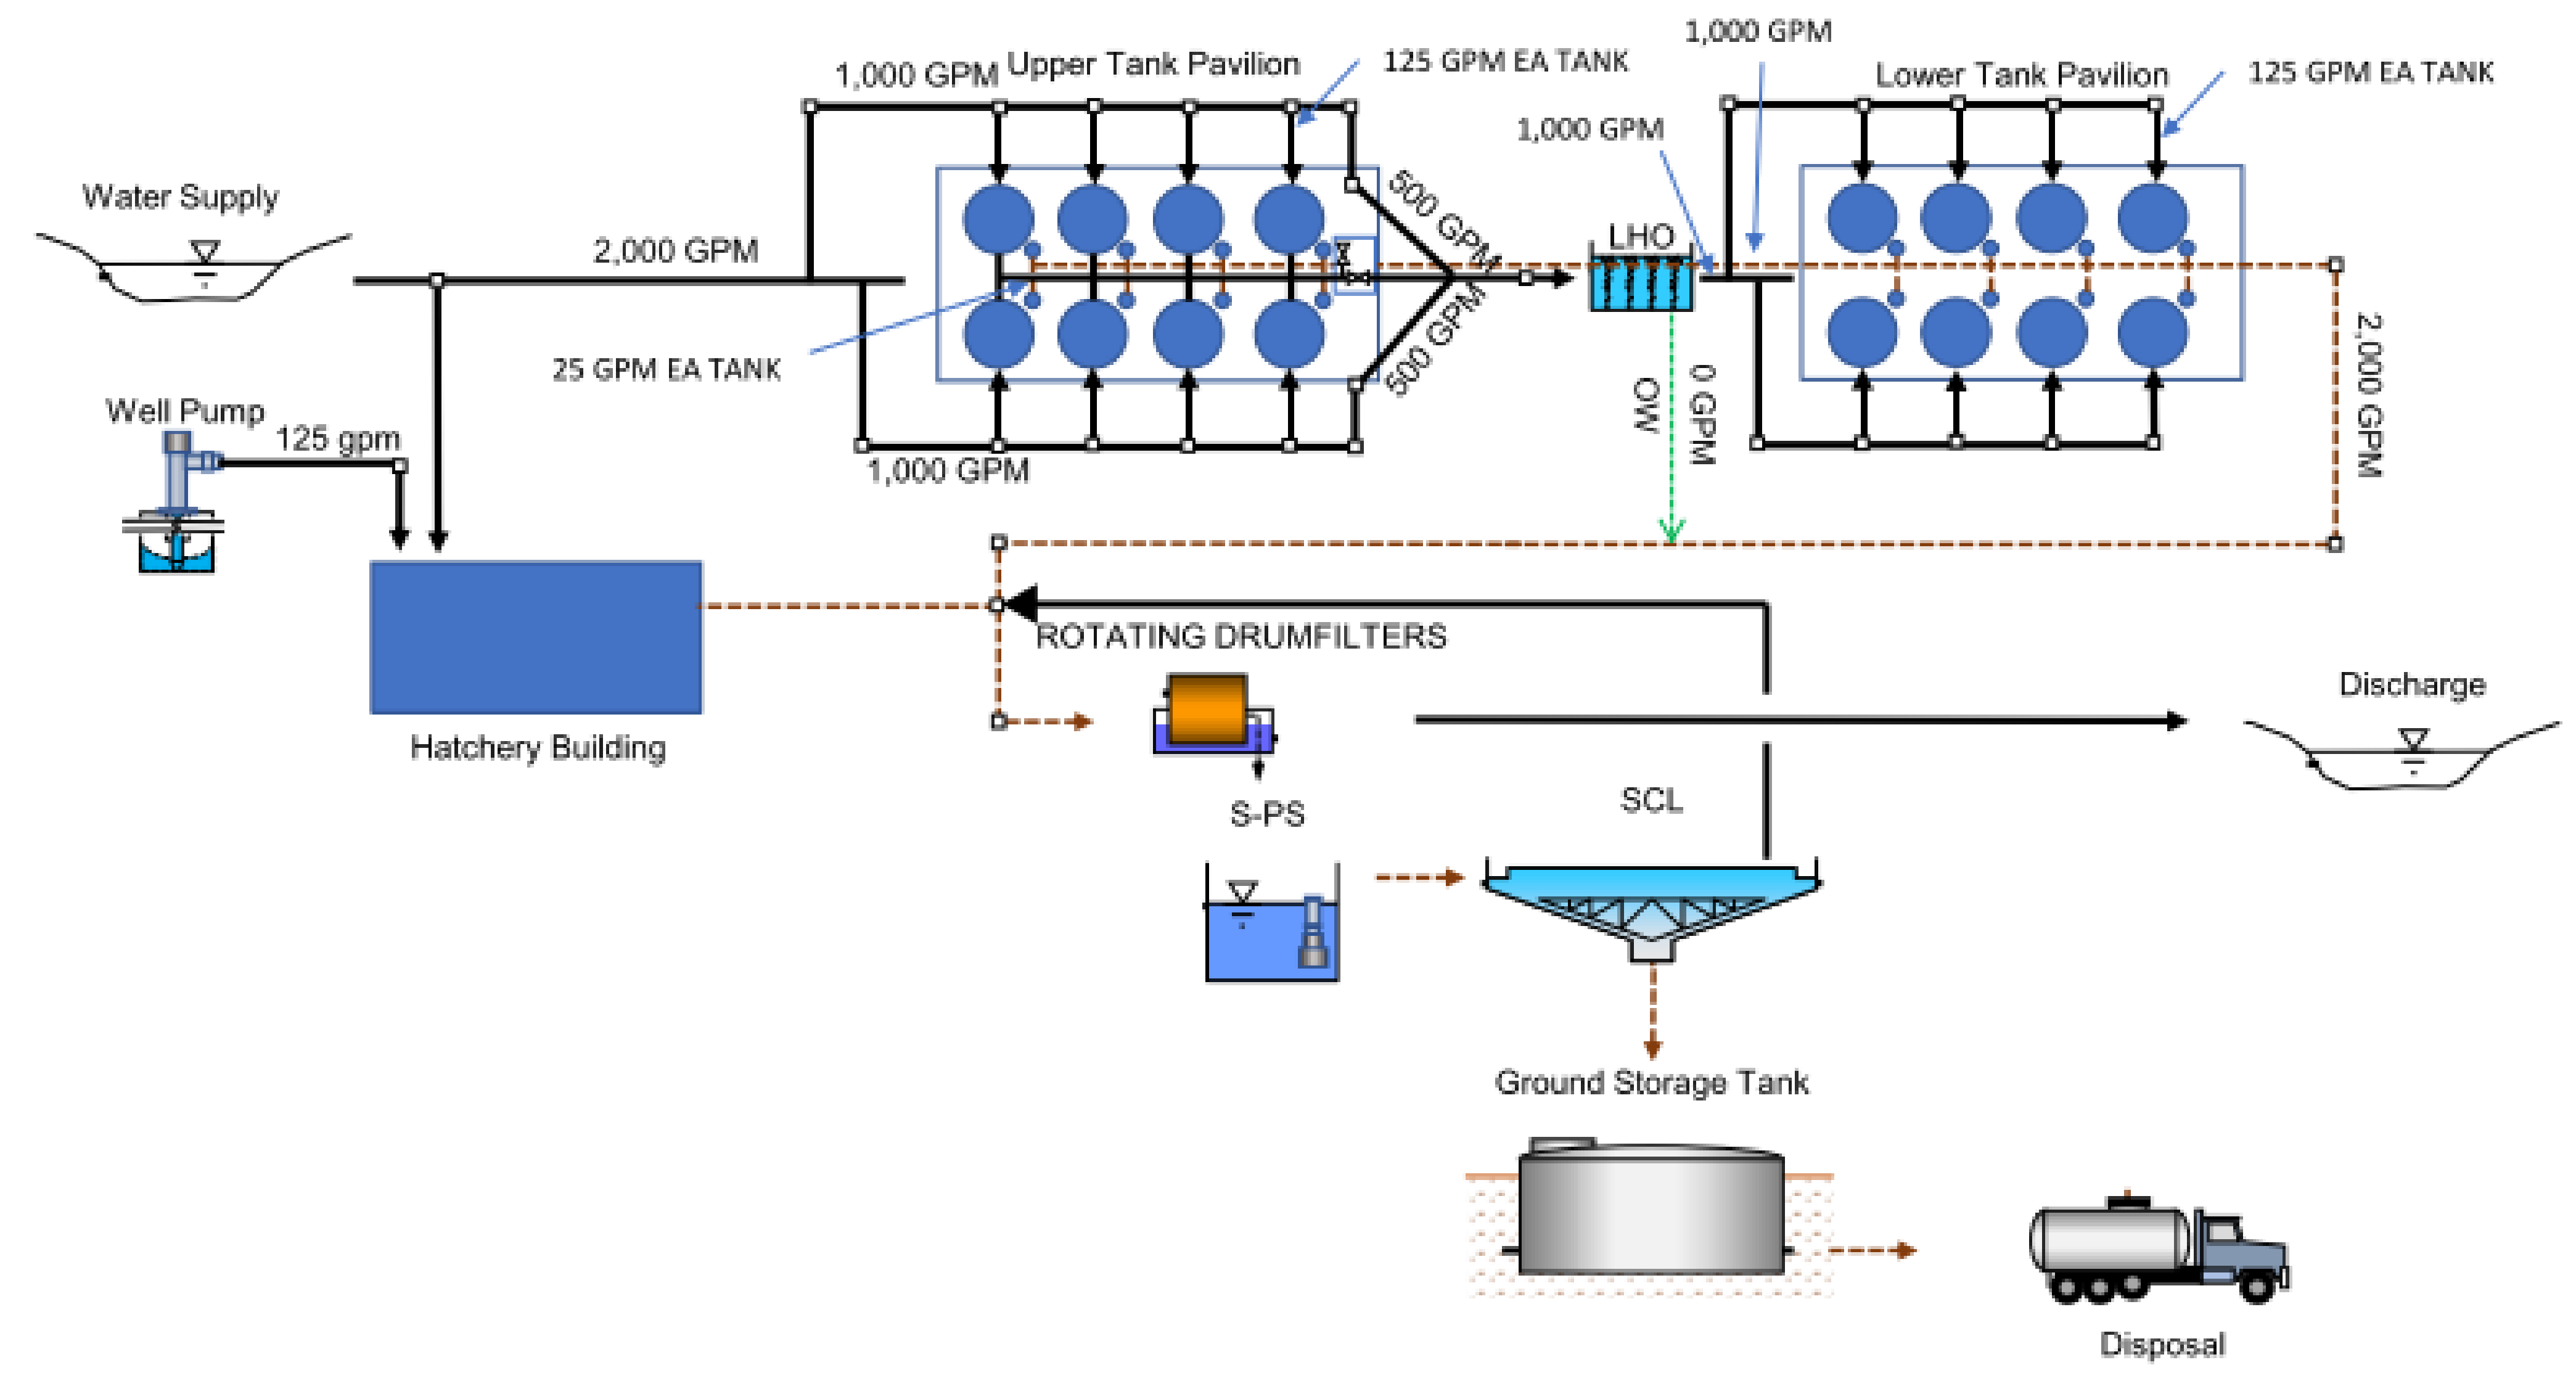 1,000 GPM
Upper Tank Pavilion
125 GPM EA TANK
1,000 GPM
Lower Tank Pavilion
125 GPM EA TANK
1,000 GPM
Water Supply
2,000 GPM
500 GPM
LHO
25 GPM EA TANK
500 GPM
0 GPM
OW
2,000 GPM
Well Pump
125 gpm
1,000 GPM
ROTATING DRUMFILTERS
Hatchery Building
Discharge
S-PS
SCL
Ground Storage Tank
Disposal